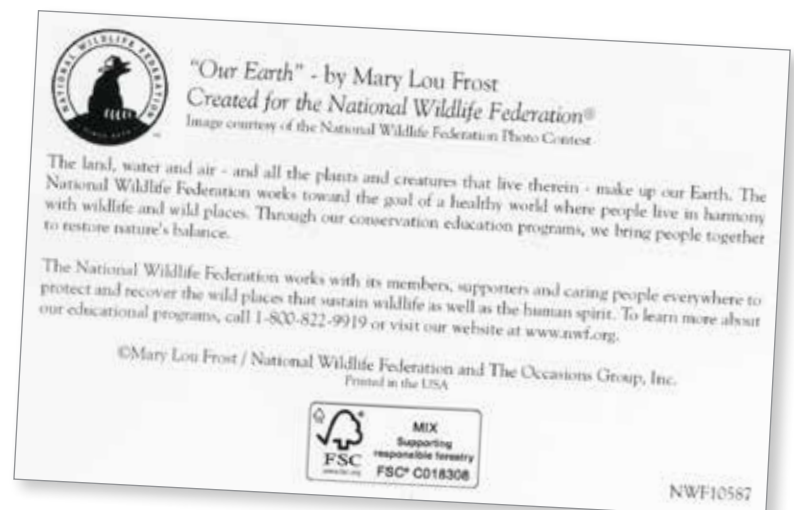 NATIONAL WILDLIFE FEDERATION
"Our Earth" - by Mary Lou Frost
Created for the National Wildlife Federation®
Image courtesy of the National Wildlife Federation Photo Contest
The land, water and air - and all the plants and creatures that live therein - make up our Earth. The
National Wildlife Federation works toward the goal of a healthy world where people live in harmony
with wildlife and wild places. Through our conservation education programs, we bring people together
to restore nature's balance.
The National Wildlife Federation works with its members, supporters and caring people everywhere to
protect and recover the wild places that sustain wildlife as well as the human spirit. To learn more about
our educational programs, call 1-800-822-9919 or visit our website at www.nwf.org.
©Mary Lou Frost / National Wildlife Federation and The Occasions Group, Inc.
Printed in the USA
FSC
www.fsc.org
MIX
Supporting
responsible forestry
FSC® C018308
NWF10587